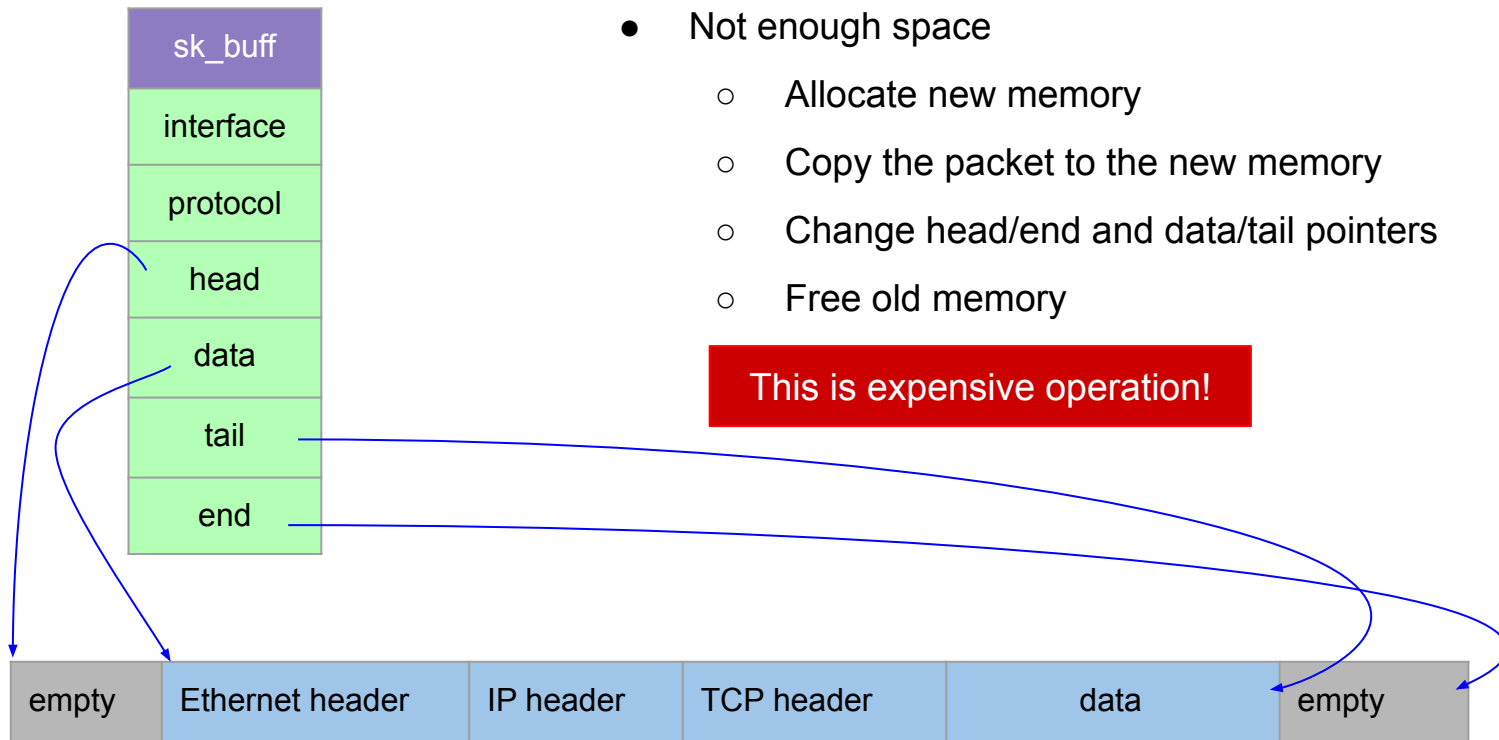 sk_buff
interface
protocol
head
data
tail
end
● Not enough space
○ Allocate new memory
○ Copy the packet to the new memory
○ Change head/end and data/tail pointers
○ Free old memory
This is expensive operation!
empty Ethernet header IP header TCP header data empty